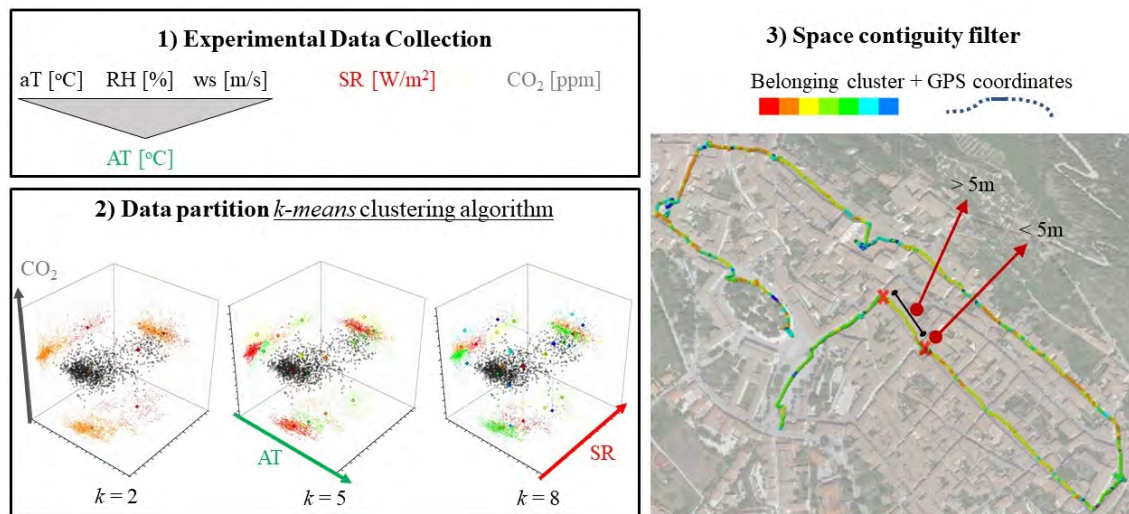 1) Experimental Data Collection
aT [°C] RH [%] ws [m/s] SR [W/m²] CO₂ [ppm]
AT [°C]
2) Data partition k-means clustering algorithm
CO₂
AT
SR
k = 2 k = 5 k = 8
3) Space contiguity filter
Belonging cluster + GPS coordinates
> 5m
< 5m